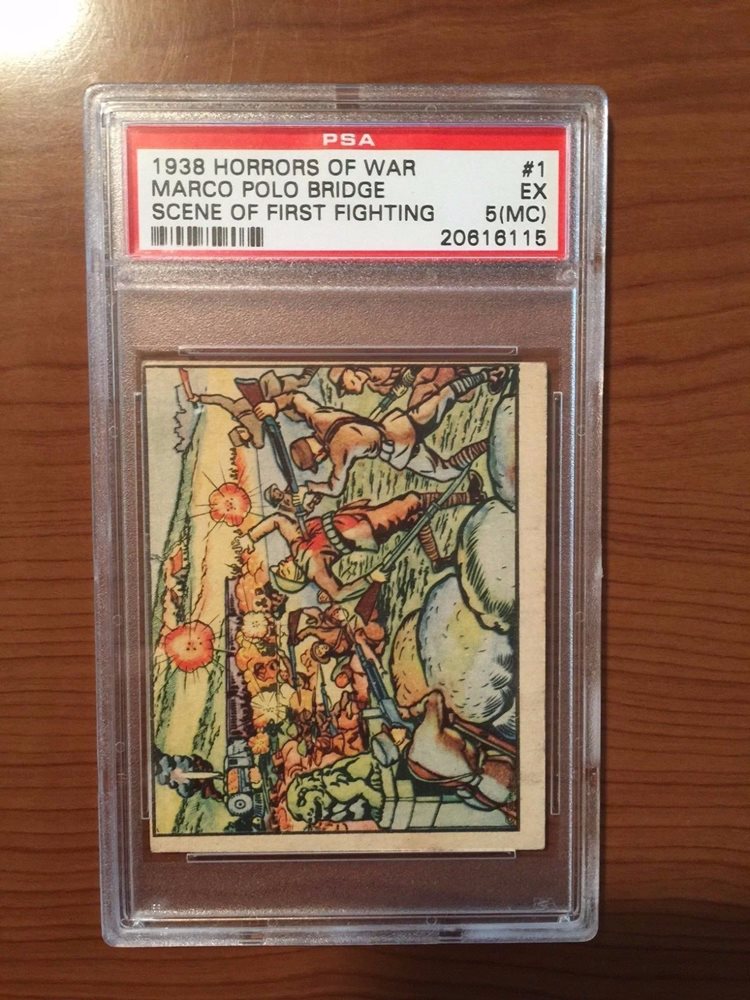 PSA
1938 HORRORS OF WAR #1
MARCO POLO BRIDGE EX
SCENE OF FIRST FIGHTING 5(MC)
20616115